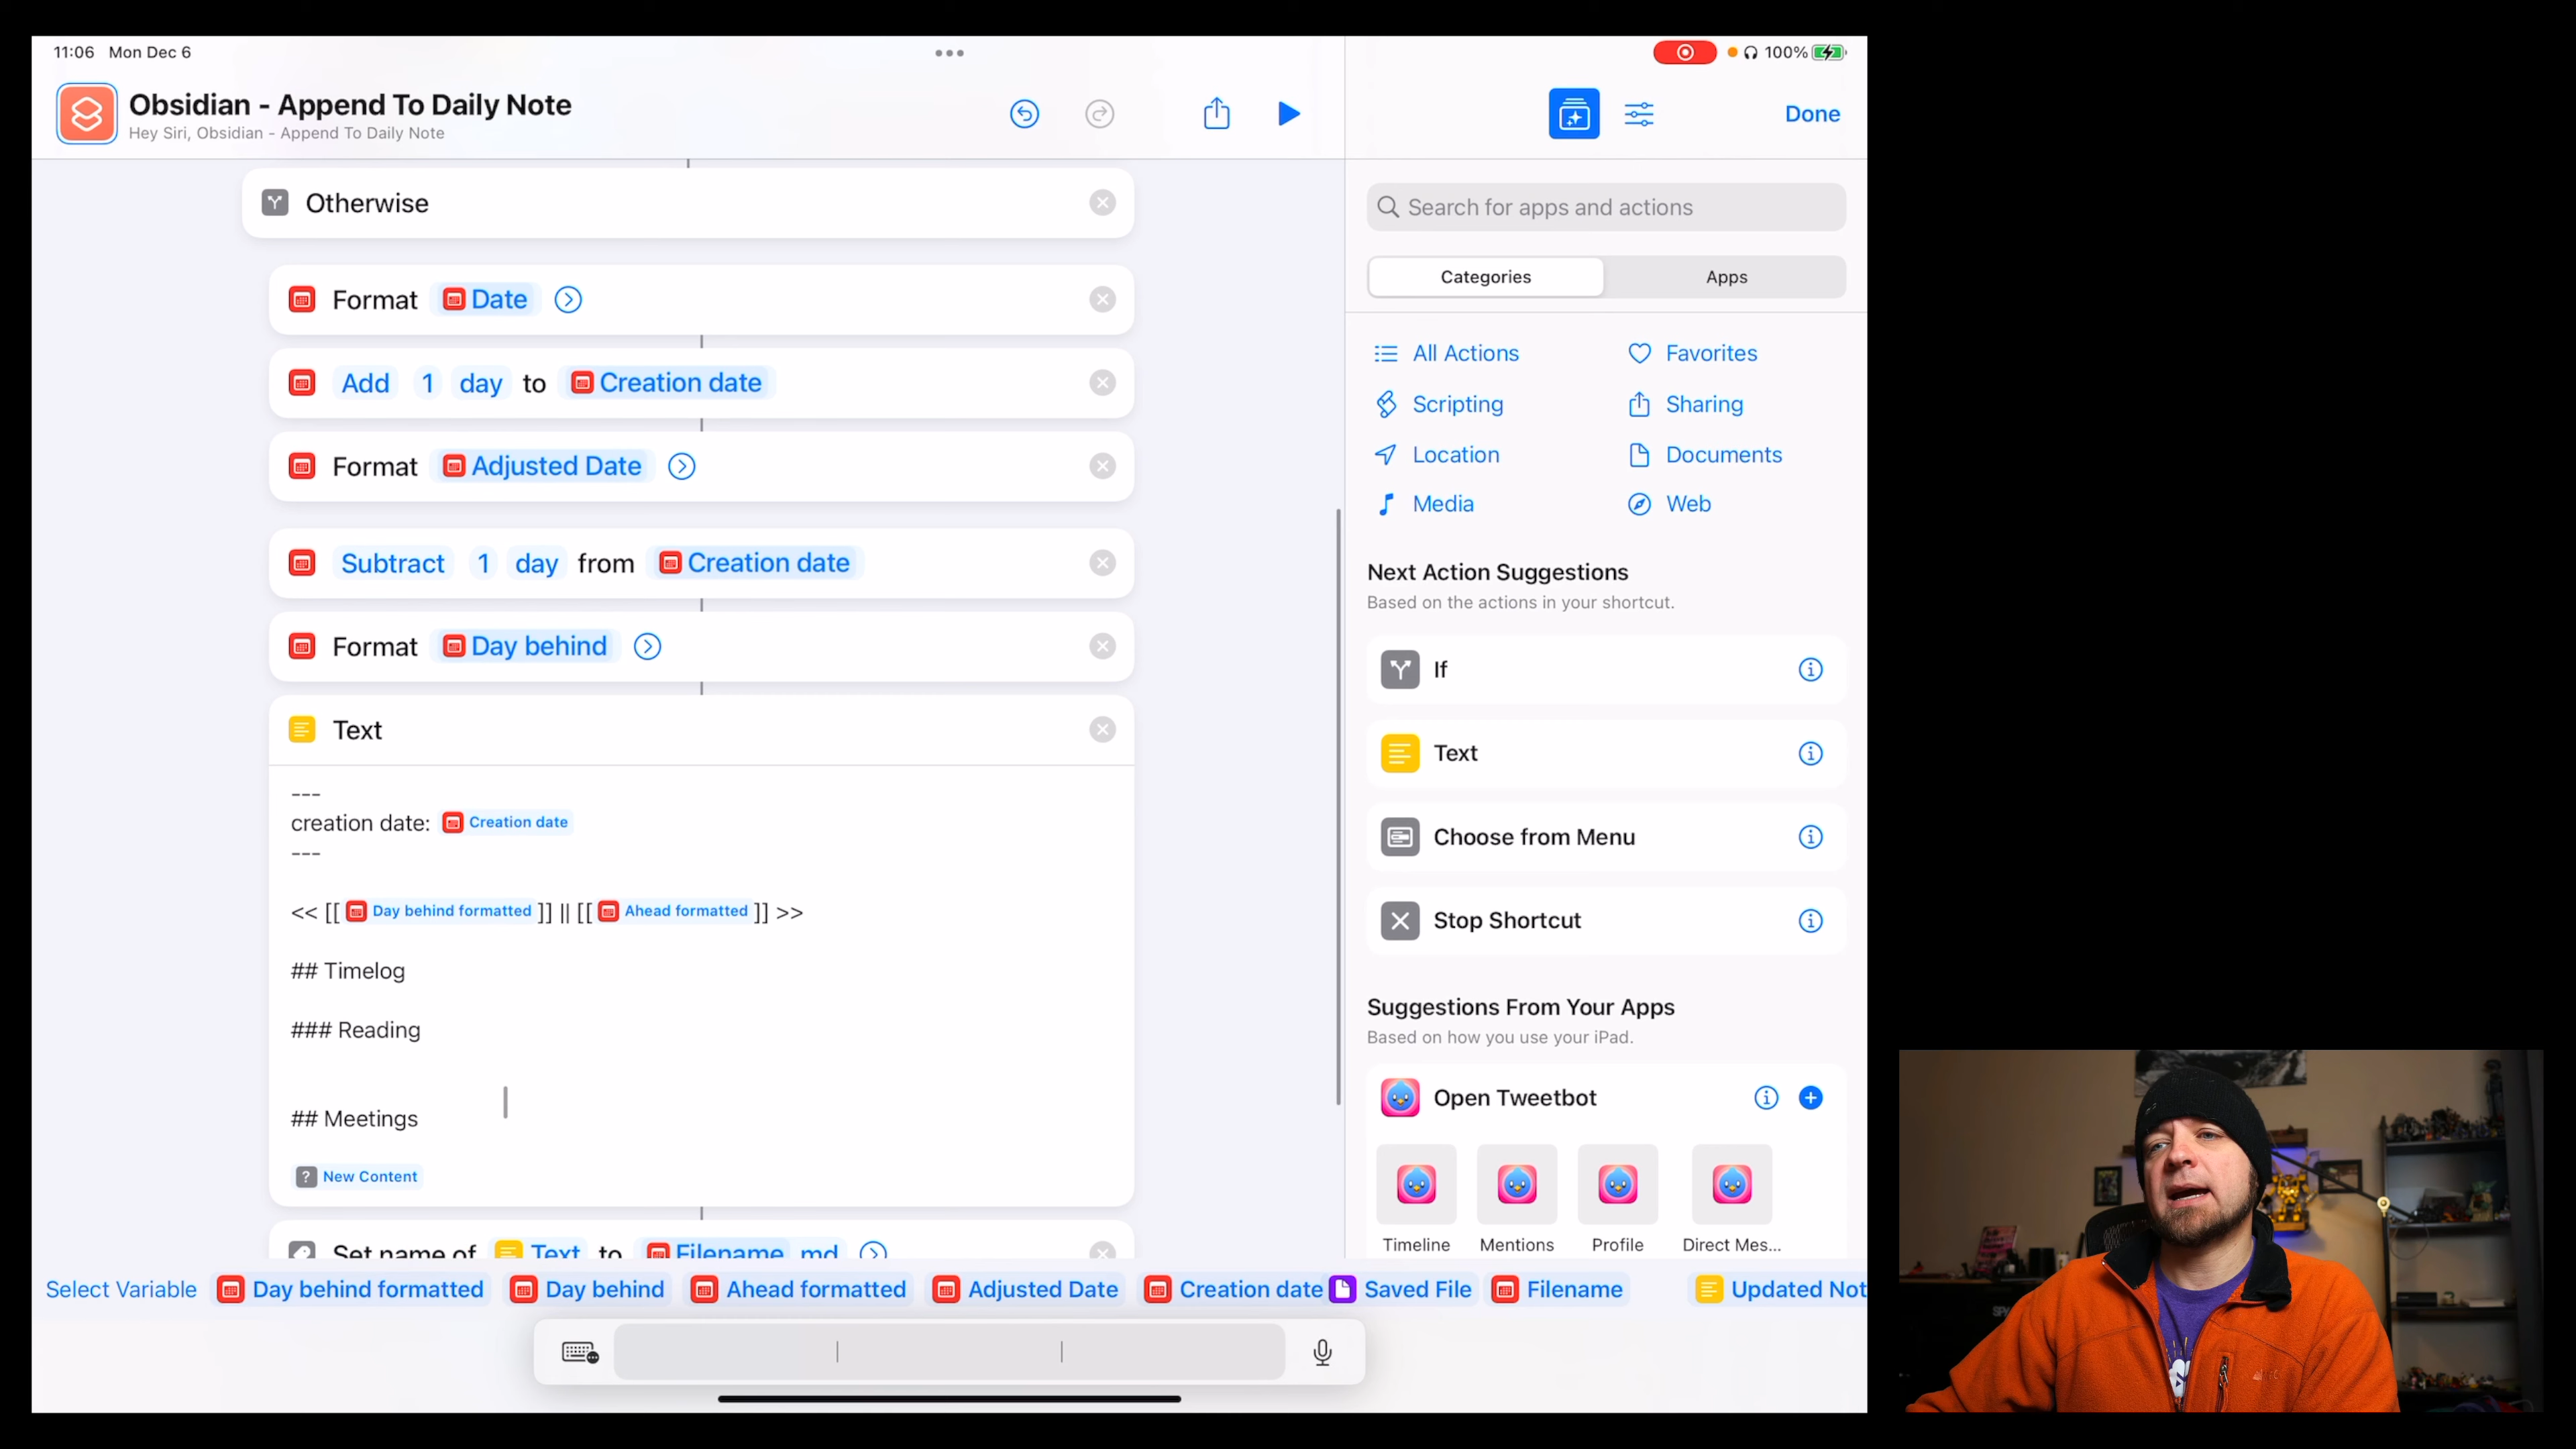 11:06 Mon Dec 6
100%
Obsidian - Append To Daily Note
Hey Siri, Obsidian - Append To Daily Note
Done
Otherwise
Format Date
Add 1 day to Creation date
Format Adjusted Date
Subtract 1 day from Creation date
Format Day behind
Text
---
creation date: Creation date
---
<< [[ Day behind formatted ]] || [[ Ahead formatted ]] >>
## Timelog
### Reading
## Meetings
? New Content
Set name of Text to Filename .md
Search for apps and actions
Categories Apps
All Actions Favorites
Scripting Sharing
Location Documents
Media Web
Next Action Suggestions
Based on the actions in your shortcut.
If
Text
Choose from Menu
Stop Shortcut
Suggestions From Your Apps
Based on how you use your iPad.
Open Tweetbot
Timeline Mentions Profile Direct Mes...
Select Variable Day behind formatted Day behind Ahead formatted Adjusted Date Creation date Saved File Filename Updated Not